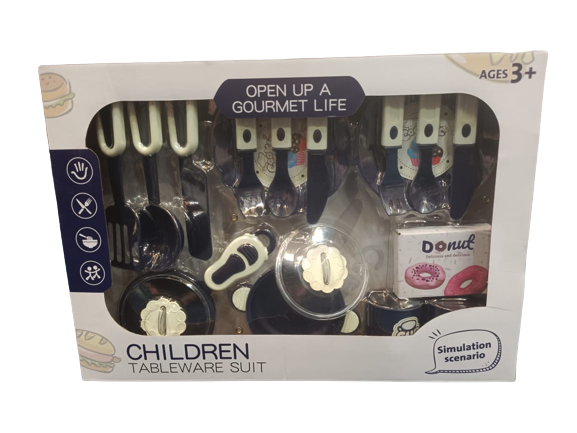 OPEN UP A
GOURMET LIFE
AGES 3+
Donut
CHILDREN
TABLEWARE SUIT
Simulation
scenario